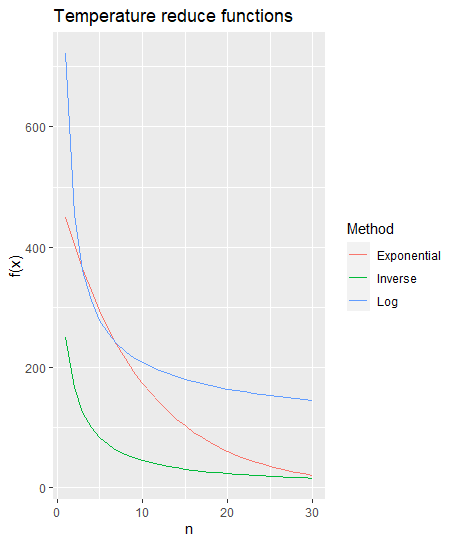 Temperature reduce functions
600
400
200
0
f(x)
0 10 20 30
n
Method
Exponential
Inverse
Log